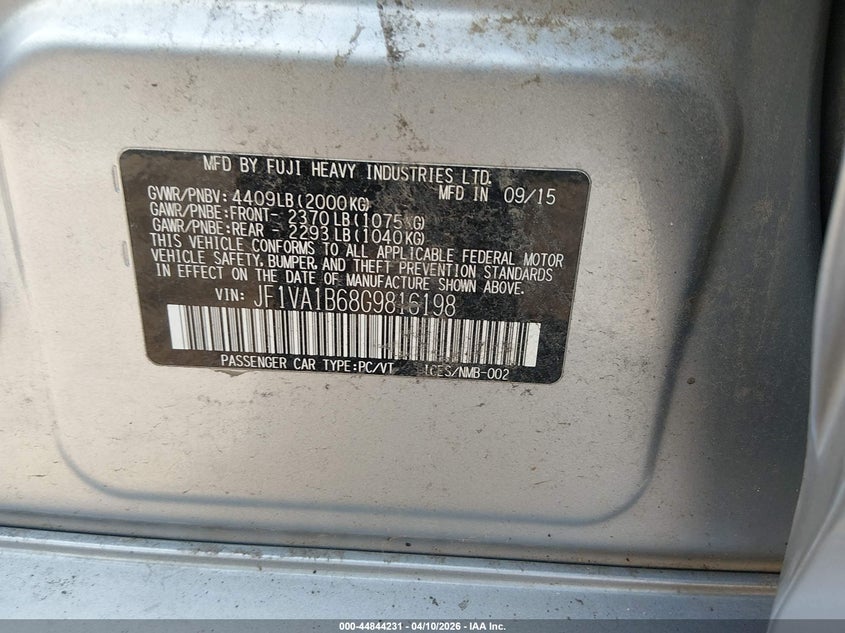 MFD BY FUJI HEAVY INDUSTRIES LTD.
MFD IN 09/15
GVWR/PNBV: 4409LB(2000KG)
GAWR/PNBE:FRONT- 2370LB(1075KG)
GAWR/PNBE:REAR - 2293LB(1040KG)
THIS VEHICLE CONFORMS TO ALL APPLICABLE FEDERAL MOTOR
VEHICLE SAFETY, BUMPER, AND THEFT PREVENTION STANDARDS
IN EFFECT ON THE DATE OF MANUFACTURE SHOWN ABOVE.
VIN: JF1VA1B68G9816198
PASSENGER CAR TYPE:PC/VT ICES/NMB-002
000-44844231 - 04/10/2026 - IAA Inc.